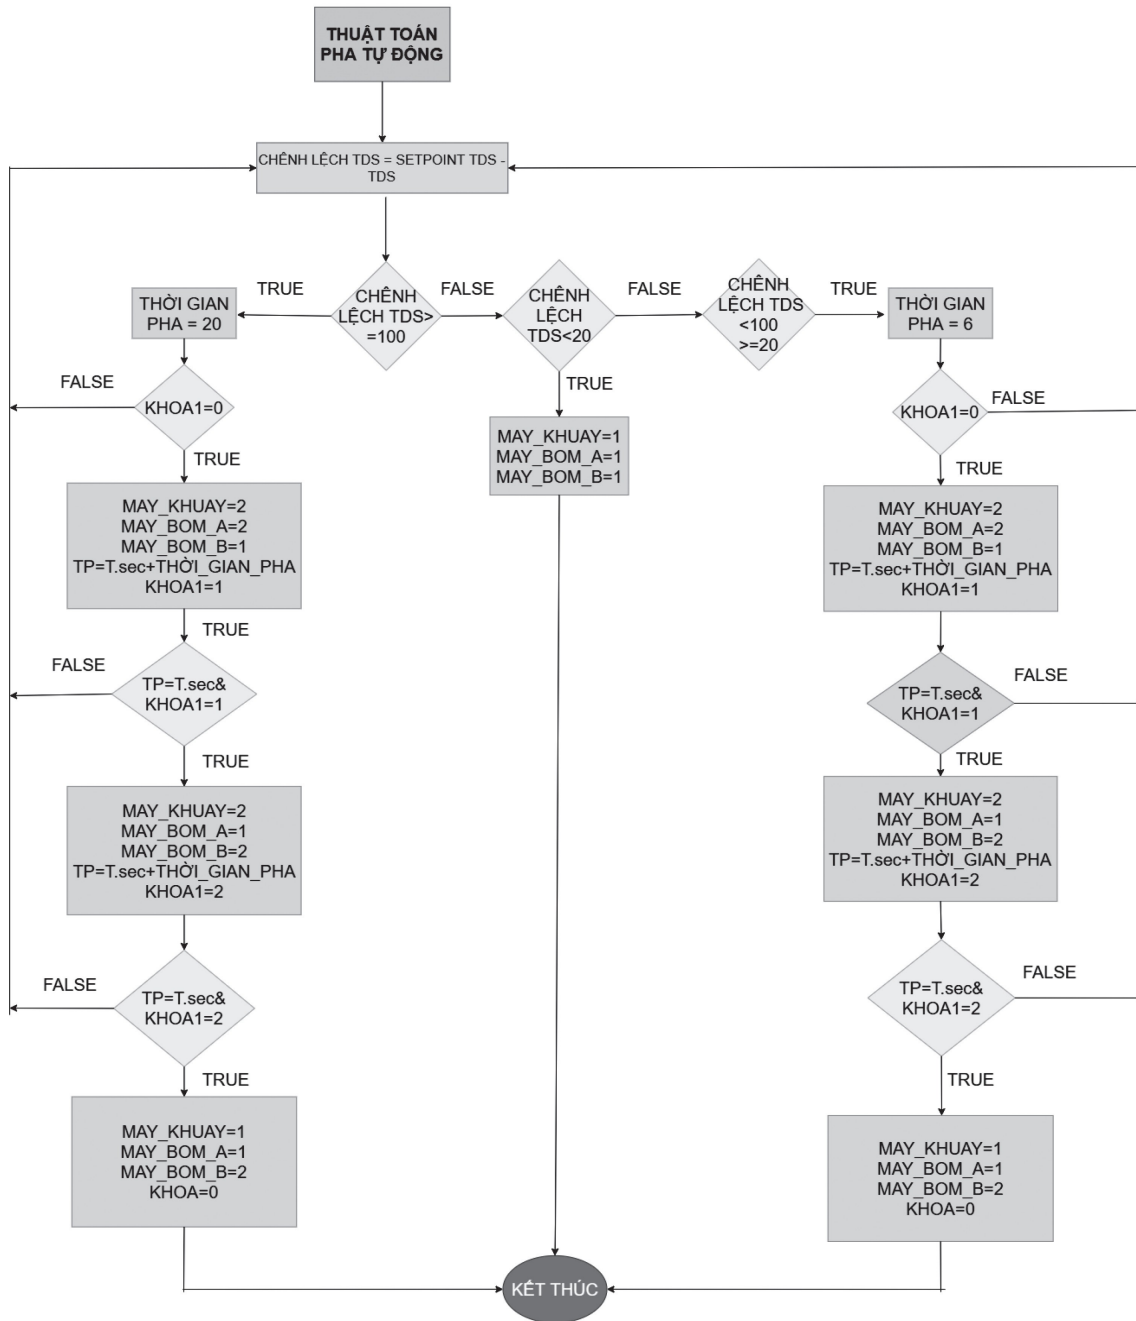 THUẬT TOÁN
PHA TỰ ĐỘNG
CHÊNH LỆCH TDS = SETPOINT TDS -
TDS
TRUE
FALSE
FALSE
TRUE
THỜI GIAN
PHA = 20
CHÊNH
LỆCH TDS>
=100
CHÊNH
LỆCH
TDS<20
CHÊNH
LỆCH TDS
<100
>=20
THỜI GIAN
PHA = 6
FALSE
KHOA1=0
TRUE
MAY_KHUAY=2
MAY_BOM_A=2
MAY_BOM_B=1
TP=T.sec+THỜI_GIAN_PHA
KHOA1=1
TRUE
FALSE
TP=T.sec&
KHOA1=1
TRUE
MAY_KHUAY=2
MAY_BOM_A=1
MAY_BOM_B=2
TP=T.sec+THỜI_GIAN_PHA
KHOA1=2
FALSE
TP=T.sec&
KHOA1=2
TRUE
MAY_KHUAY=1
MAY_BOM_A=1
MAY_BOM_B=2
KHOA=0
TRUE
MAY_KHUAY=1
MAY_BOM_A=1
MAY_BOM_B=1
KHOA1=0
FALSE
TRUE
MAY_KHUAY=2
MAY_BOM_A=2
MAY_BOM_B=1
TP=T.sec+THỜI_GIAN_PHA
KHOA1=1
FALSE
TP=T.sec&
KHOA1=1
TRUE
MAY_KHUAY=2
MAY_BOM_A=1
MAY_BOM_B=2
TP=T.sec+THỜI_GIAN_PHA
KHOA1=2
FALSE
TP=T.sec&
KHOA1=2
TRUE
MAY_KHUAY=1
MAY_BOM_A=1
MAY_BOM_B=2
KHOA=0
KẾT THÚC